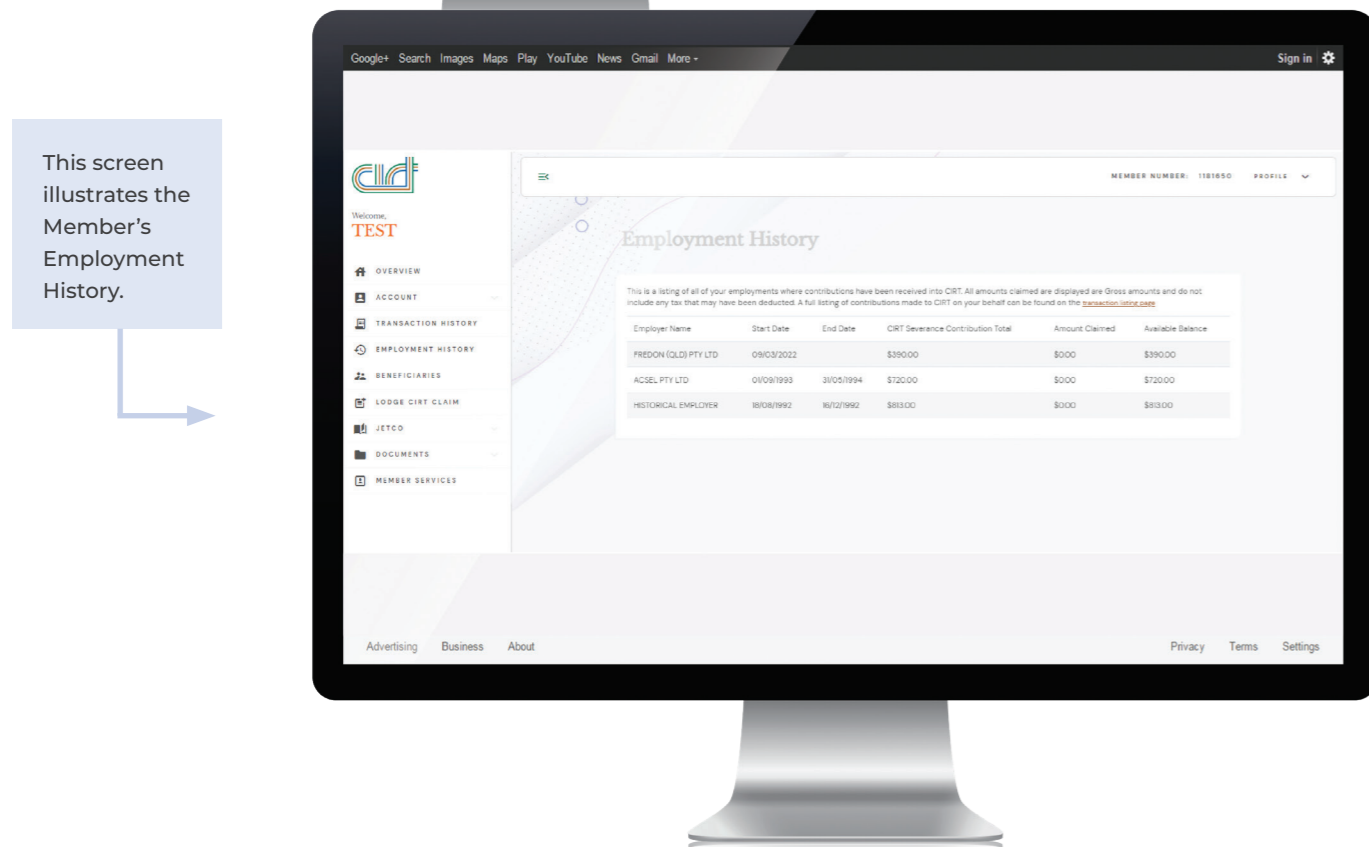 This screen
illustrates the
Member's
Employment
History.
Google+ Search Images Maps Play YouTube News Gmail More
Sign in
cirt
MEMBER NUMBER: 1181650 PROFILE
Welcome,
TEST
OVERVIEW
ACCOUNT
TRANSACTION HISTORY
EMPLOYMENT HISTORY
BENEFICIARIES
LODGE CIRT CLAIM
JETCO
DOCUMENTS
MEMBER SERVICES
Employment History
This is a listing of all of your employments where contributions have been received into CIRT. All amounts claimed are displayed are Gross amounts and do not
include any tax that may have been deducted. A full listing of contributions made to CIRT on your behalf can be found on the transaction listing page
Employer Name Start Date End Date CIRT Severance Contribution Total Amount Claimed Available Balance
FREDON (QLD) PTY LTD 09/03/2022 $390.00 $0.00 $390.00
ACSEL PTY LTD 01/09/1993 31/05/1994 $720.00 $0.00 $720.00
HISTORICAL EMPLOYER 18/08/1992 16/12/1992 $813.00 $0.00 $813.00
Advertising Business About
Privacy Terms Settings